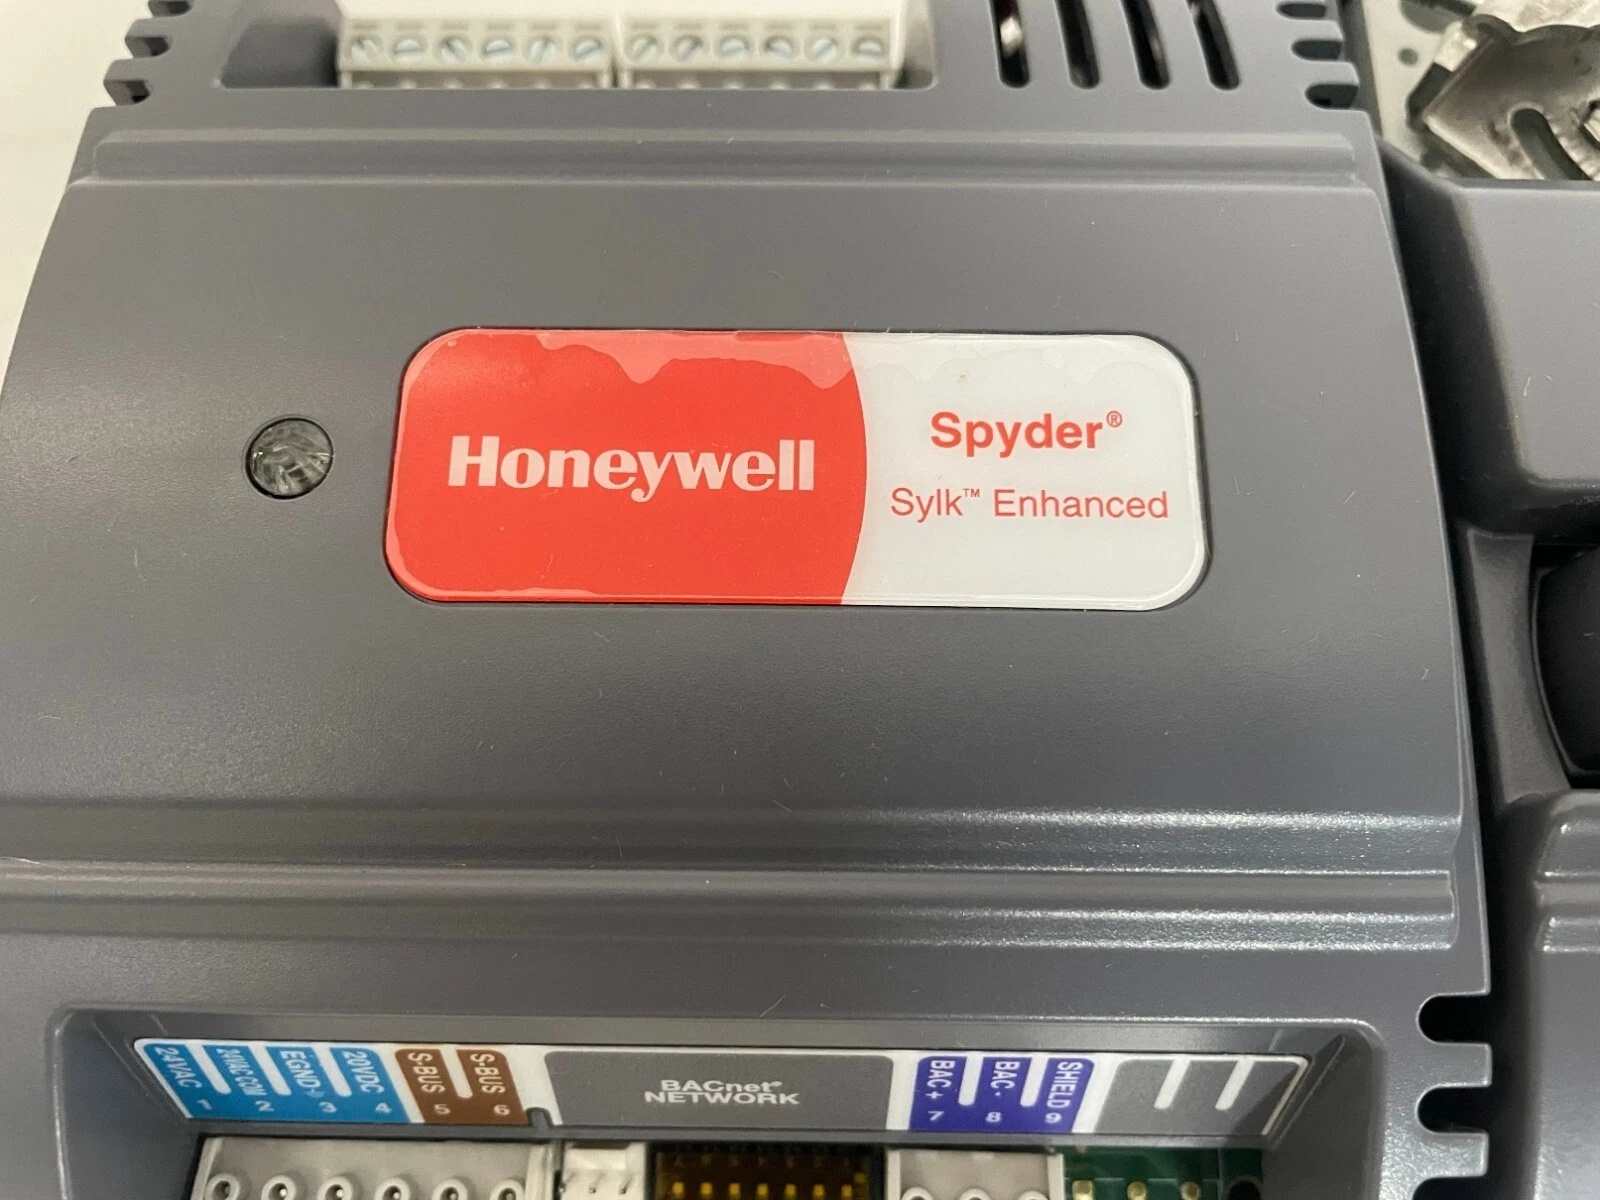 Honeywell
Spyder®
Sylk™ Enhanced
24VAC 1
24VAC COM 2
EGND 3
20VDC 4
S-BUS 5
S-BUS 6
BACnet®
NETWORK
BAC + 7
BAC - 8
SHIELD 9